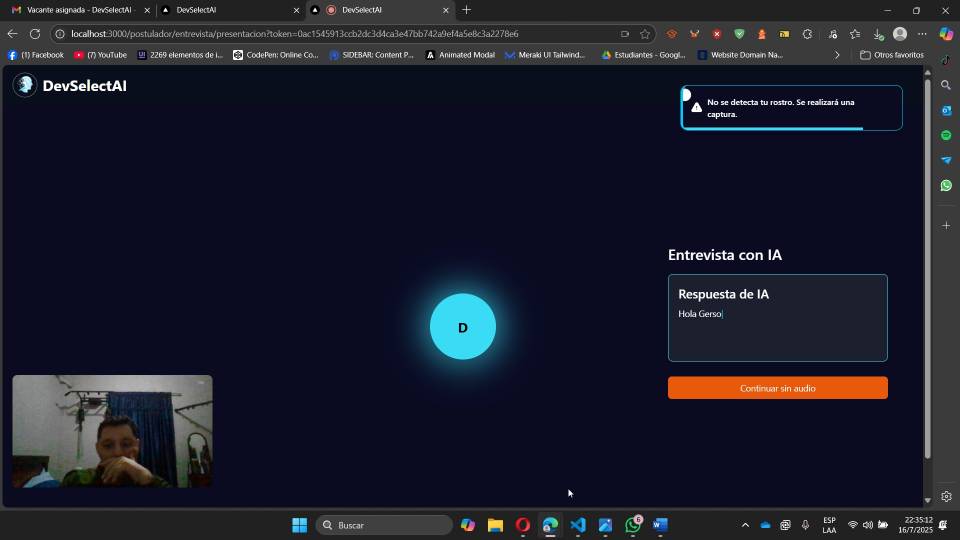 Vacante asignada - DevSelectAI -
DevSelectAI
DevSelectAI
localhost:3000/postulador/entrevista/presentacion?token=0ac1545913ccb2dc3d4ca3e47bb742a9ef4a5e8c3a2278e6
(1) Facebook
(7) YouTube
2269 elementos de i...
CodePen: Online Co...
SIDEBAR: Content P...
Animated Modal
Meraki UI Tailwind...
Estudiantes - Googl...
Website Domain Na...
Otros favoritos
DevSelectAI
No se detecta tu rostro. Se realizará una
captura.
Entrevista con IA
Respuesta de IA
Hola Gerso
D
Continuar sin audio
Buscar
6
ESP
LAA
22:35:12
16/7/2025